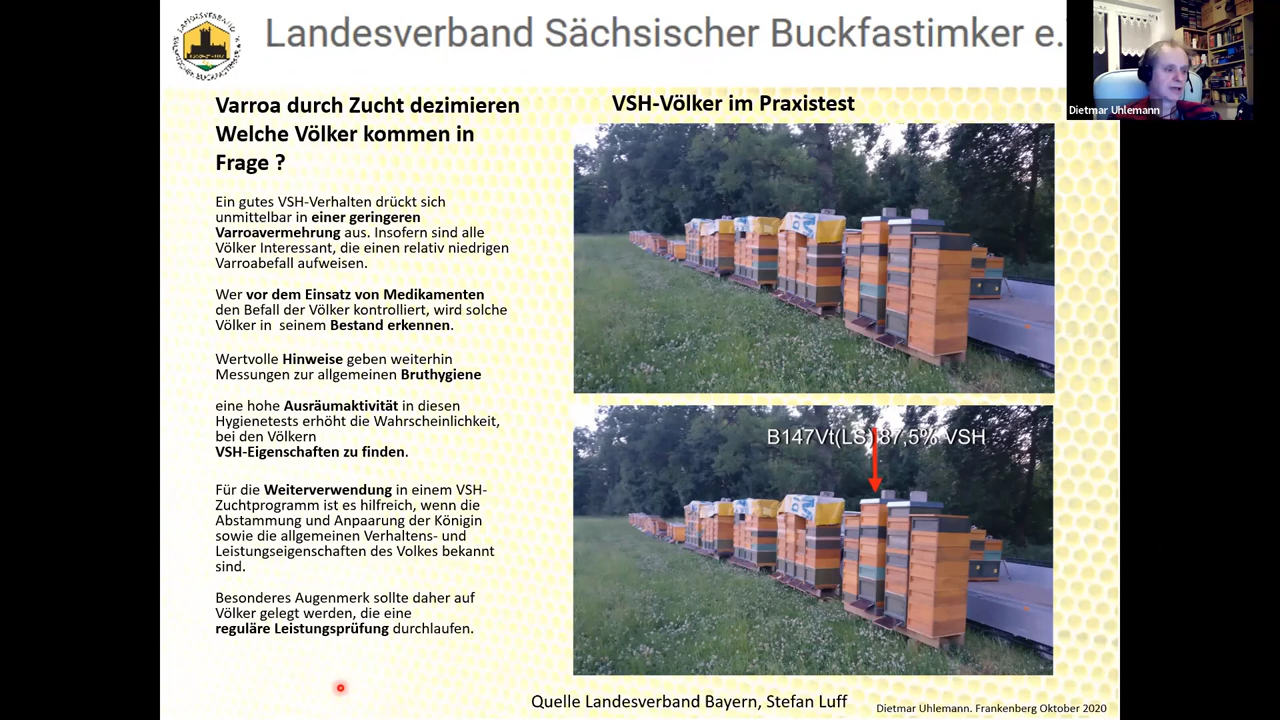 Landesverband Sächsischer Buckfastimker e.
Dietmar Uhlemann
Varroa durch Zucht dezimieren
Welche Völker kommen in
Frage ?
Ein gutes VSH-Verhalten drückt sich
unmittelbar in einer geringeren
Varroavermehrung aus. Insofern sind alle
Völker Interessant, die einen relativ niedrigen
Varroabefall aufweisen.
Wer vor dem Einsatz von Medikamenten
den Befall der Völker kontrolliert, wird solche
Völker in seinem Bestand erkennen.
Wertvolle Hinweise geben weiterhin
Messungen zur allgemeinen Bruthygiene
eine hohe Ausräumaktivität in diesen
Hygienetests erhöht die Wahrscheinlichkeit,
bei den Völkern
VSH-Eigenschaften zu finden.
Für die Weiterverwendung in einem VSH-
Zuchtprogramm ist es hilfreich, wenn die
Abstammung und Anpaarung der Königin
sowie die allgemeinen Verhaltens- und
Leistungseigenschaften des Volkes bekannt
sind.
Besonderes Augenmerk sollte daher auf
Völker gelegt werden, die eine
reguläre Leistungsprüfung durchlaufen.
VSH-Völker im Praxistest
B147Vt(LS) 87,5% VSH
Quelle Landesverband Bayern, Stefan Luff
Dietmar Uhlemann. Frankenberg Oktober 2020